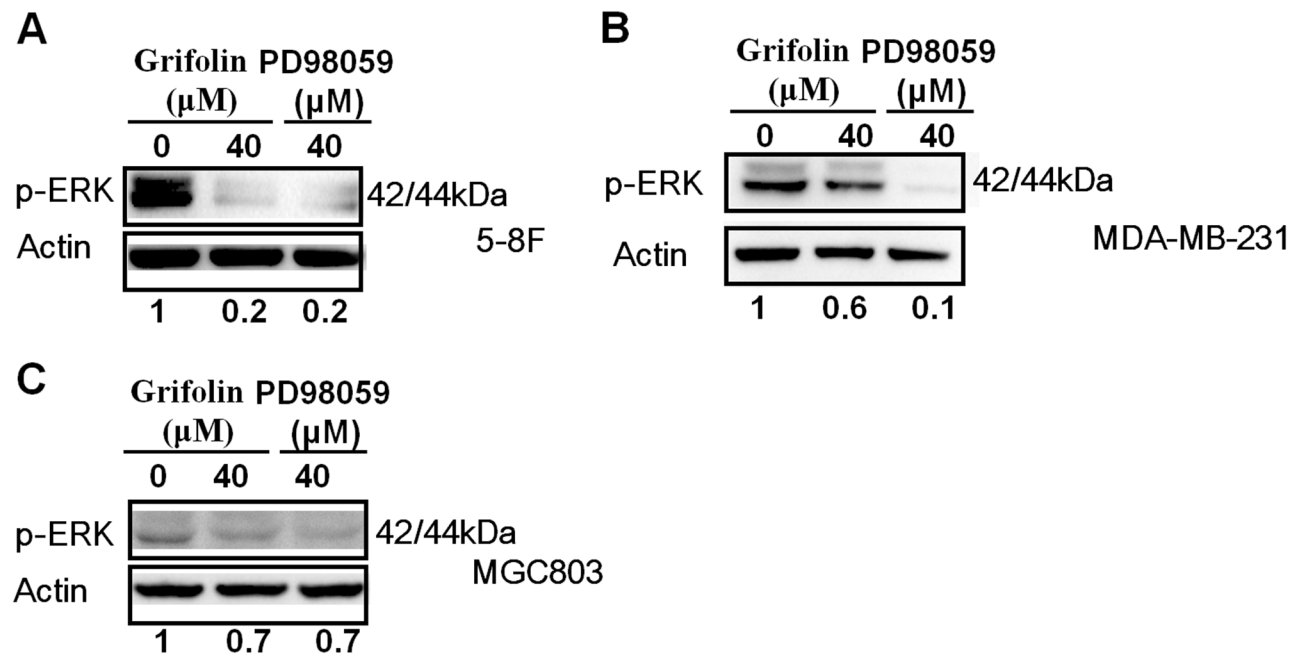 A
Grifolin PD98059
(μM) (μM)
0 40 40
p-ERK 42/44kDa
5-8F
Actin
1 0.2 0.2
B
Grifolin PD98059
(μM) (μM)
0 40 40
p-ERK 42/44kDa
MDA-MB-231
Actin
1 0.6 0.1
C
Grifolin PD98059
(μM) (μM)
0 40 40
p-ERK 42/44kDa
MGC803
Actin
1 0.7 0.7